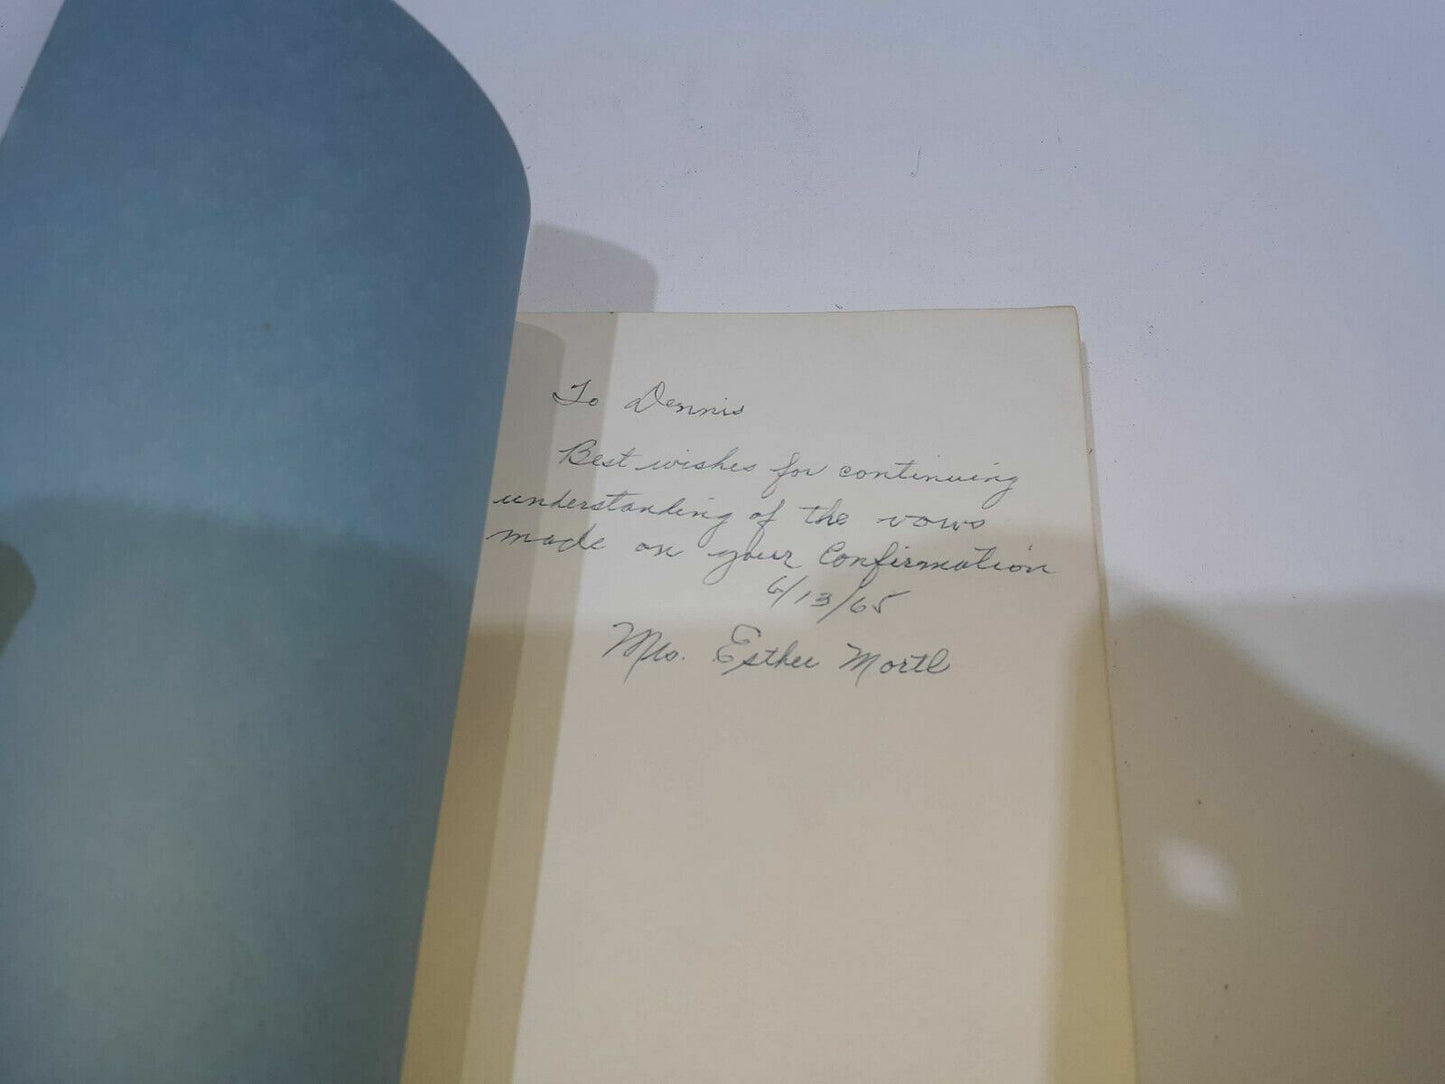 To Dennis
Best wishes for continuing
understanding of the vows
made on your Confirmation
6/13/65
Mrs. Esther Mortl